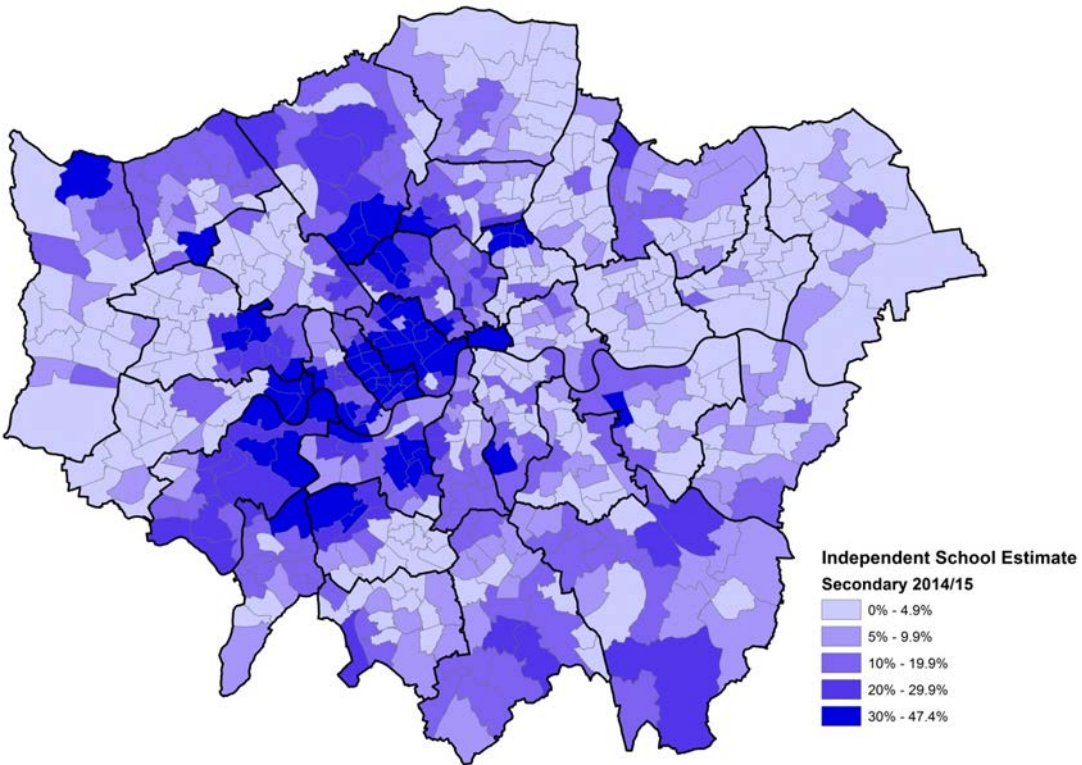 Independent School Estimate
Secondary 2014/15
0% - 4.9%
5% - 9.9%
10% - 19.9%
20% - 29.9%
30% - 47.4%